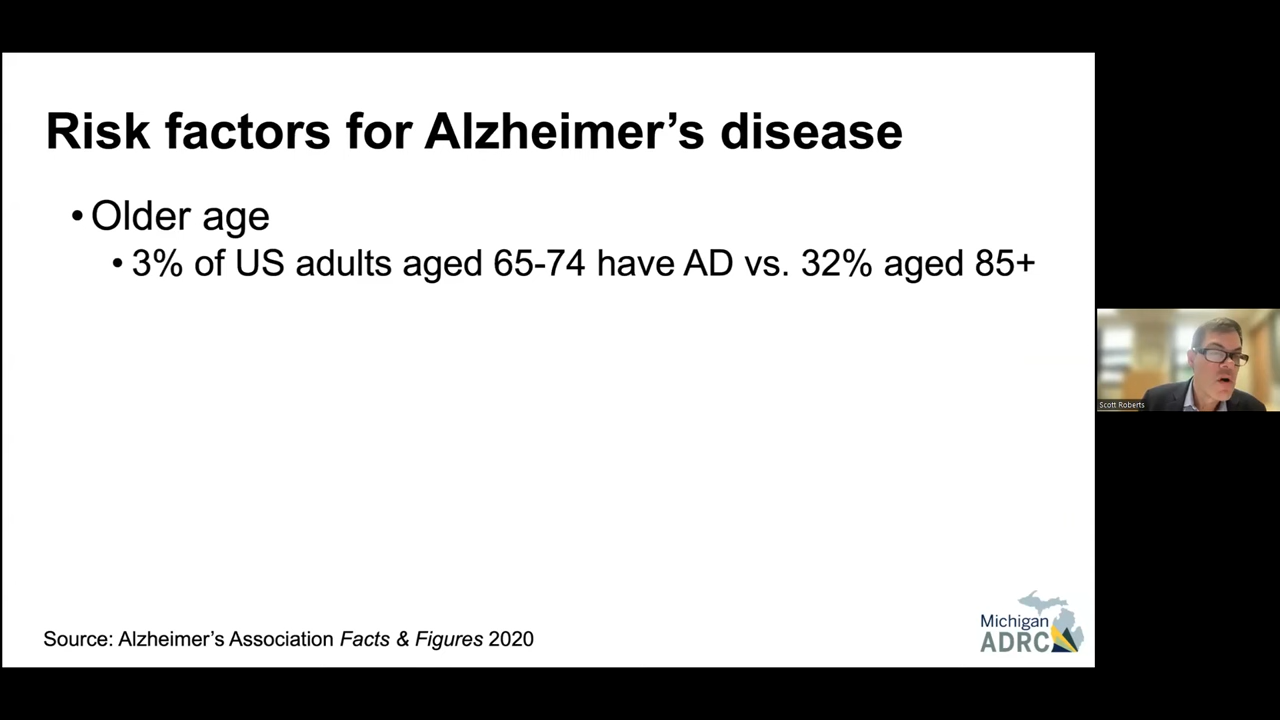 Risk factors for Alzheimer’s disease
• Older age
• 3% of US adults aged 65-74 have AD vs. 32% aged 85+
Scott Roberts
Source: Alzheimer’s Association Facts & Figures 2020
Michigan
ADRC